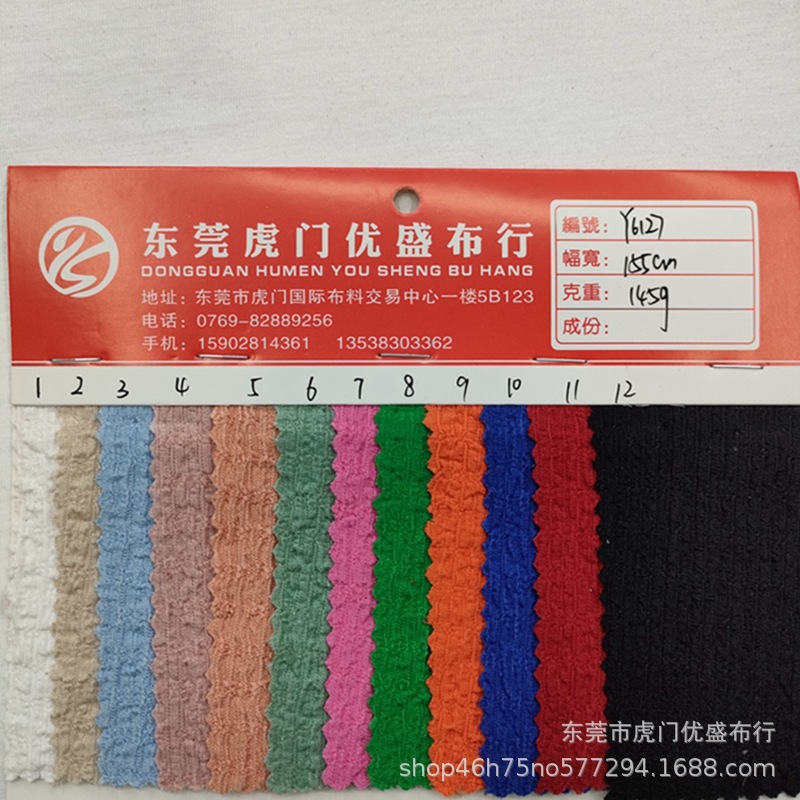 东莞虎门优盛布行
DONGGUAN HUMEN YOU SHENG BU HANG
地址：东莞市虎门国际布料交易中心一楼5B123
电话：0769-82889256
手机：15902814361 13538303362
編號：Y6127
幅寬：155cm
克重：145g
成份：
1 2 3 4 5 6 7 8 9 10 11 12
东莞市虎门优盛布行
shop46h75no577294.1688.com